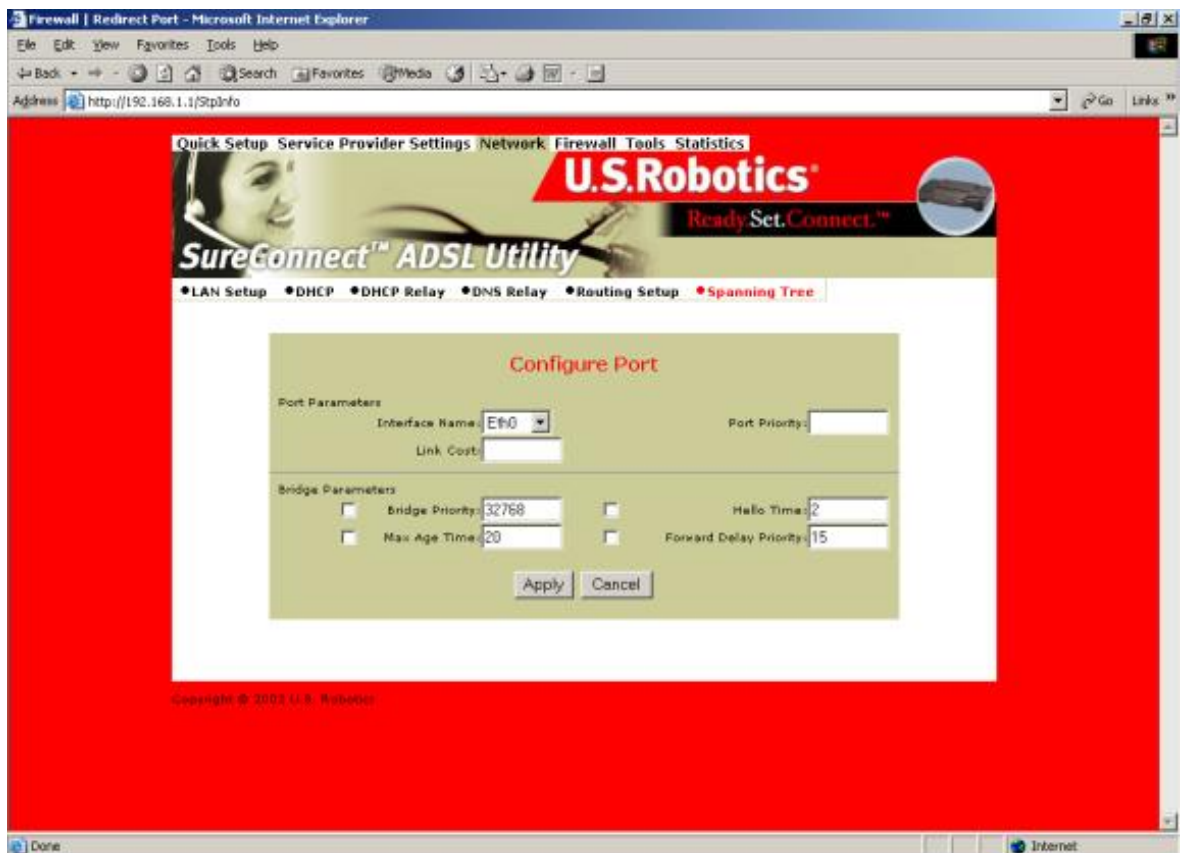 Firewall | Redirect Port - Microsoft Internet Explorer
File Edit View Favorites Tools Help
Back Search Favorites Media
Address http://192.168.1.1/StpInfo Go Links »
Quick Setup Service Provider Settings Network Firewall Tools Statistics
U.S.Robotics
Ready.Set.Connect.™
SureConnect™ ADSL Utility
•LAN Setup •DHCP •DHCP Relay •DNS Relay •Routing Setup •Spanning Tree
Configure Port
Port Parameters
Interface Name: Eth0 Port Priority:
Link Cost:
Bridge Parameters
Bridge Priority: 32768 Hello Time: 2
Max Age Time: 20 Forward Delay Priority: 15
Apply Cancel
Copyright © U.S. Robotics
Done Internet